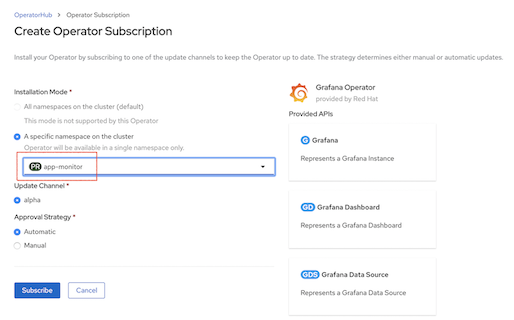 OperatorHub > Operator Subscription
Create Operator Subscription
Install your Operator by subscribing to one of the update channels to keep the Operator up to date. The strategy determines either manual or automatic updates.
Installation Mode *
All namespaces on the cluster (default)
This mode is not supported by this Operator
A specific namespace on the cluster
Operator will be available in a single namespace only.
PR app-monitor
Update Channel *
alpha
Approval Strategy *
Automatic
Manual
Subscribe Cancel
Grafana Operator
provided by Red Hat
Provided APIs
G Grafana
Represents a Grafana Instance
GD Grafana Dashboard
Represents a Grafana Dashboard
GDS Grafana Data Source
Represents a Grafana Data Source